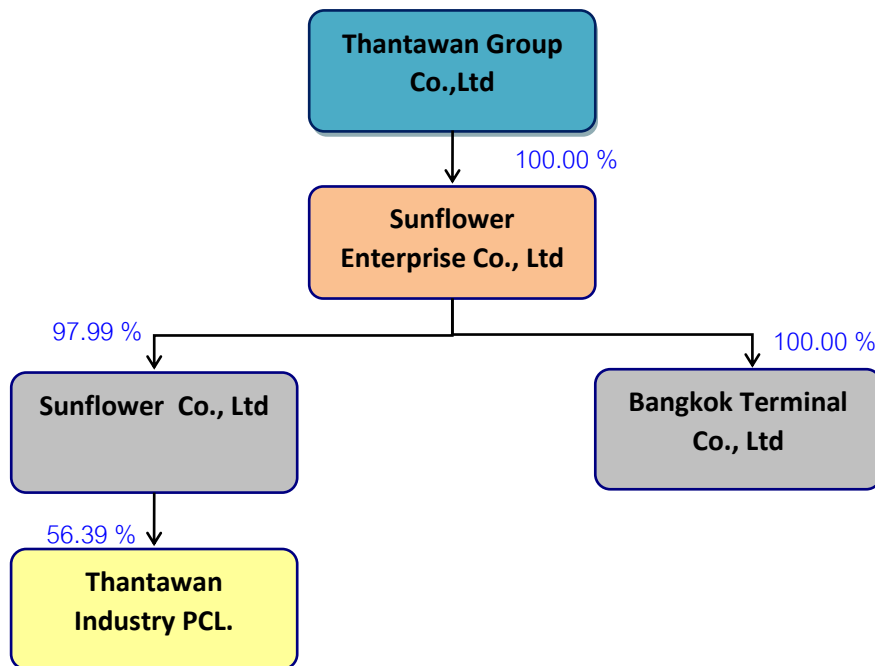 Thantawan Group
Co.,Ltd
100.00 %
Sunflower
Enterprise Co., Ltd
97.99 %
100.00 %
Sunflower  Co., Ltd
Bangkok Terminal
Co., Ltd
56.39 %
Thantawan
Industry PCL.